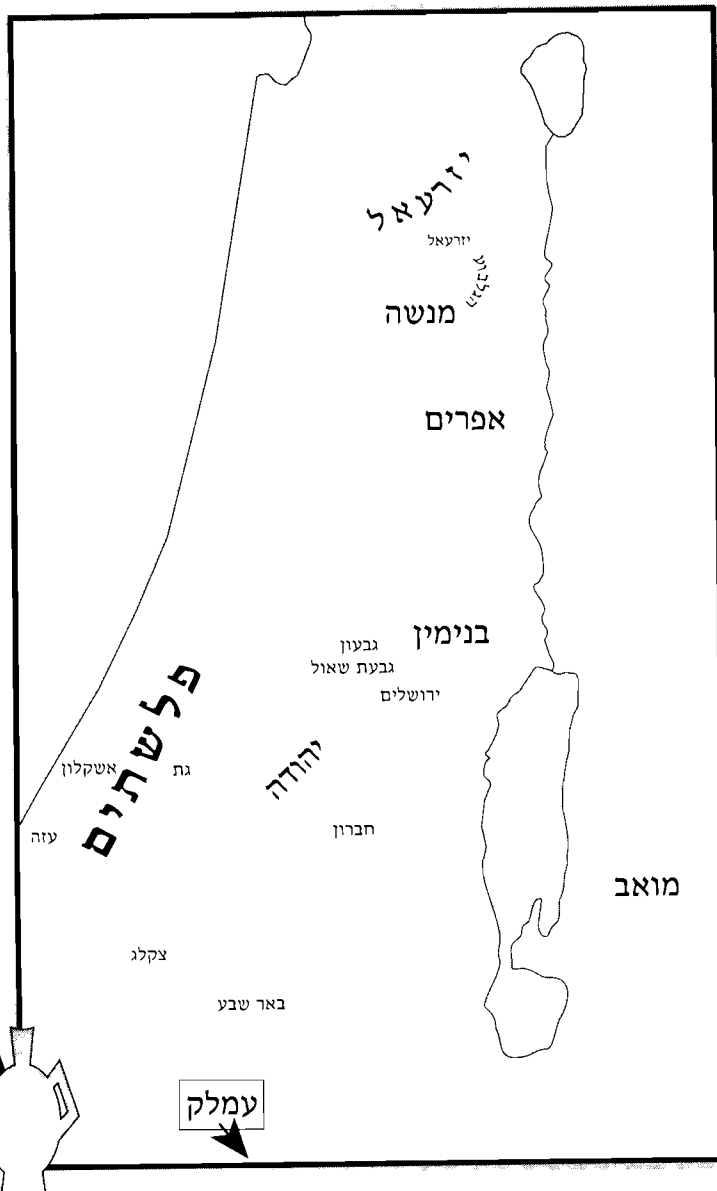 יזרעאל
יזרעאל
הגלבוע
מנשה
אפרים
בנימין
גבעון
גבעת שאול
ירושלים
פלשתים
יהודה
אשקלון
גת
חברון
עזה
מואב
צקלג
באר שבע
עמלק